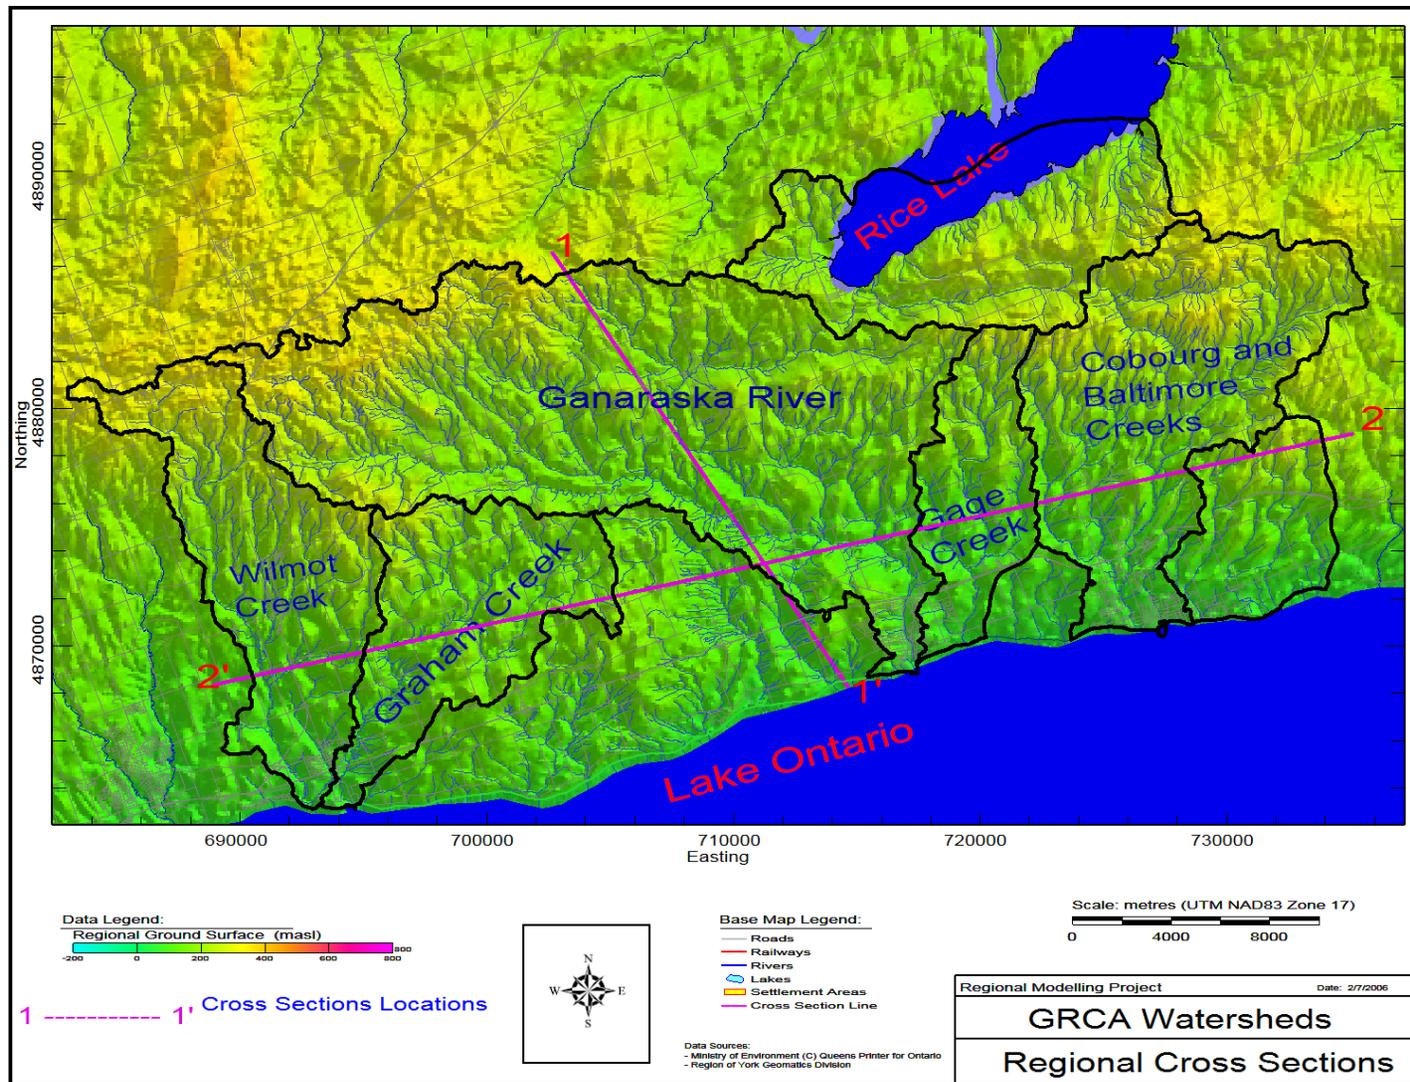 1
Rice Lake
Ganaraska River
Cobourg and
Baltimore
Creeks
2
Gage
Creek
Wilmot
Creek
Graham Creek
2'
1'
Lake Ontario
4890000
4880000
4870000
Northing
690000
700000
710000
720000
730000
Easting
Data Legend:
Regional Ground Surface (masl)
800
-200
0
200
400
600
800
1 ------------ 1' Cross Sections Locations
N
W
E
S
Base Map Legend:
Roads
Railways
Rivers
Lakes
Settlement Areas
Cross Section Line
Data Sources:
- Ministry of Environment (C) Queens Printer for Ontario
- Region of York Geomatics Division
Scale: metres (UTM NAD83 Zone 17)
0
4000
8000
Regional Modelling Project
Date: 2/7/2006
GRCA Watersheds
Regional Cross Sections